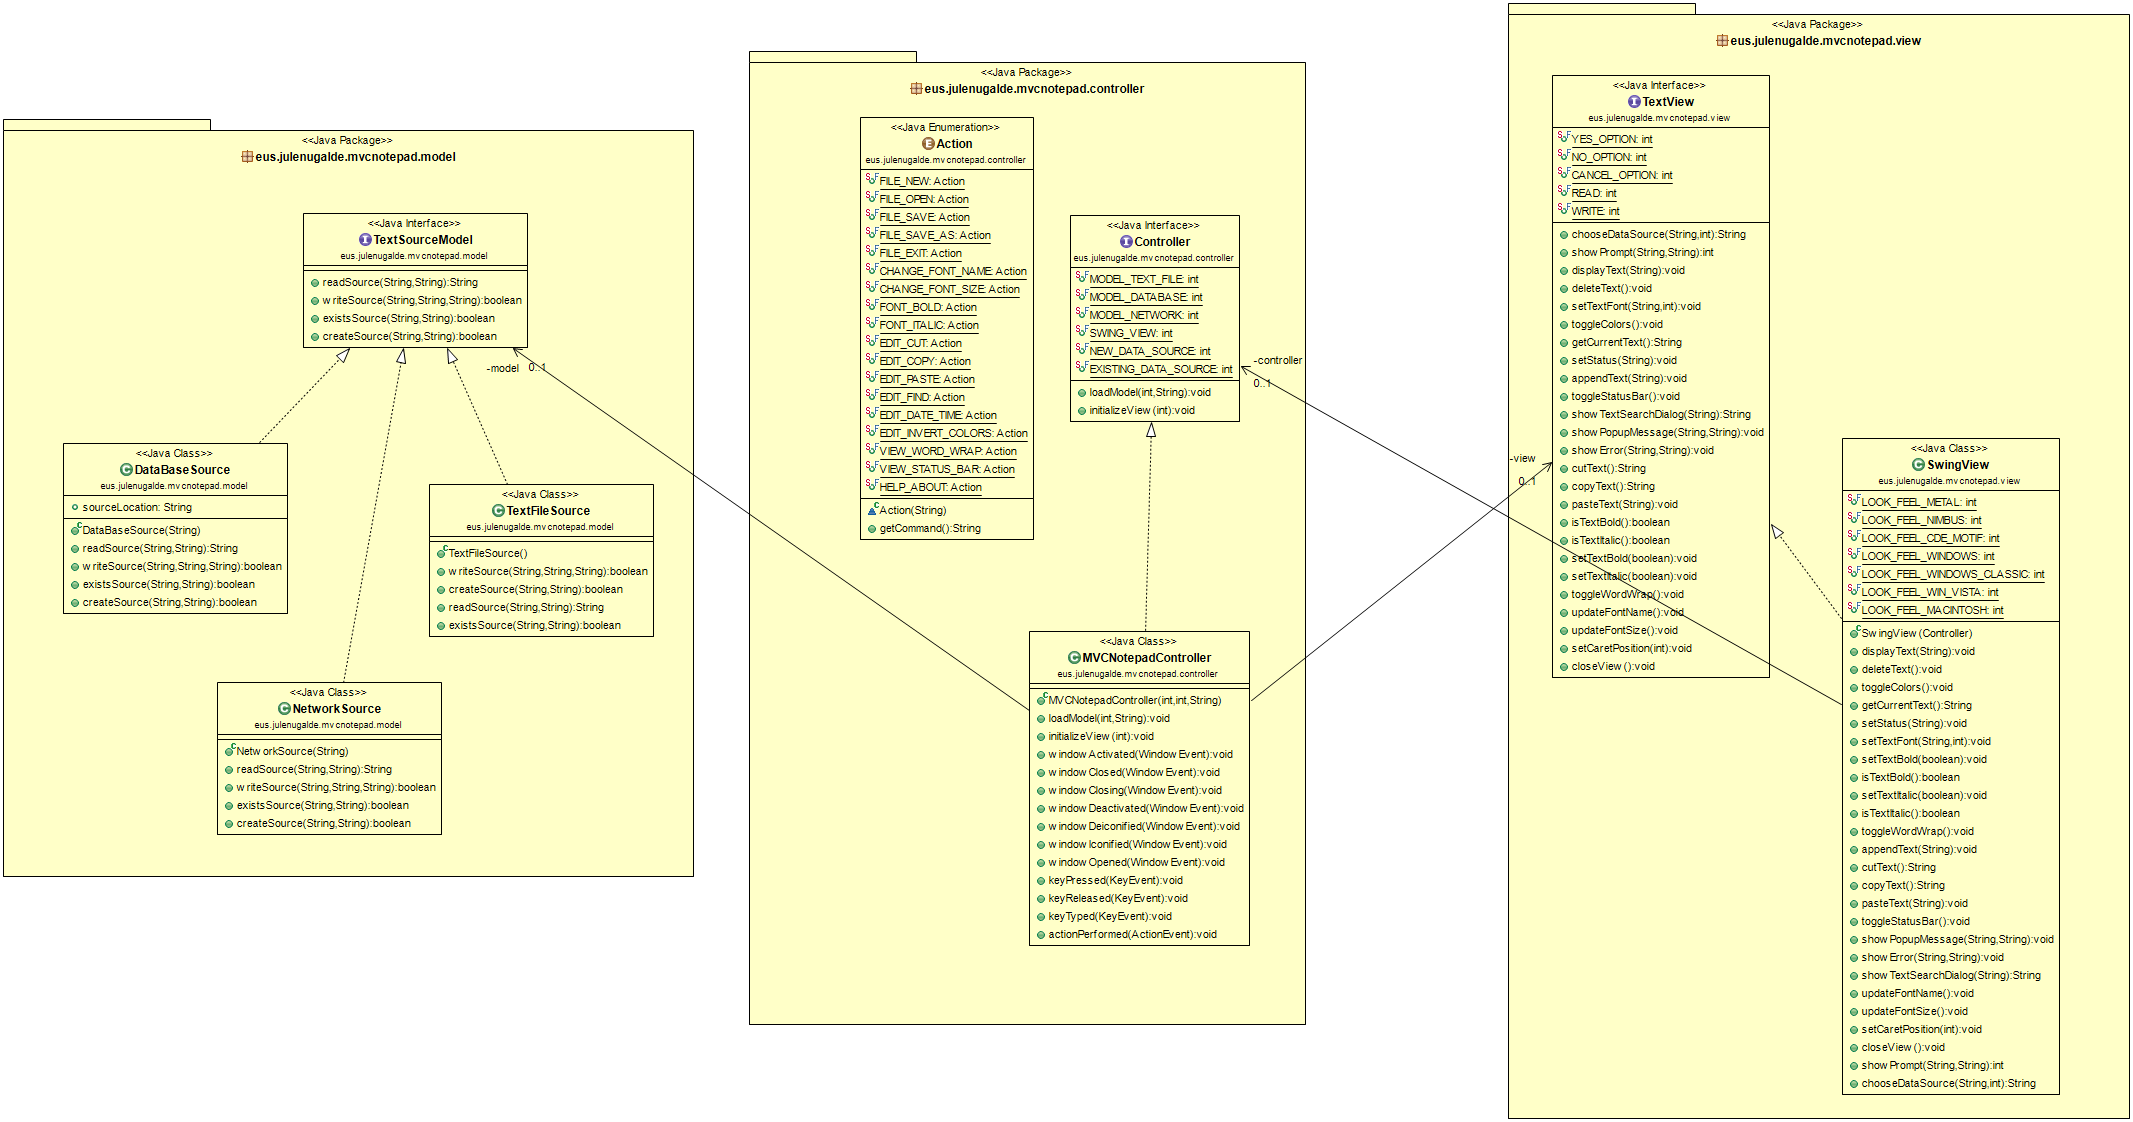 <<Java Package>>
eus.julenugalde.mvcnotepad.model
<<Java Interface>>
TextSourceModel
eus.julenugalde.mvcnotepad.model
readSource(String,String):String
writeSource(String,String,String):boolean
existsSource(String,String):boolean
createSource(String,String):boolean
-model 0..1
<<Java Class>>
DataBaseSource
eus.julenugalde.mvcnotepad.model
sourceLocation: String
DataBaseSource(String)
readSource(String,String):String
writeSource(String,String,String):boolean
existsSource(String,String):boolean
createSource(String,String):boolean
<<Java Class>>
TextFileSource
eus.julenugalde.mvcnotepad.model
TextFileSource()
writeSource(String,String,String):boolean
createSource(String,String):boolean
readSource(String,String):String
existsSource(String,String):boolean
<<Java Class>>
NetworkSource
eus.julenugalde.mvcnotepad.model
NetworkSource(String)
readSource(String,String):String
writeSource(String,String,String):boolean
existsSource(String,String):boolean
createSource(String,String):boolean
<<Java Package>>
eus.julenugalde.mvcnotepad.controller
<<Java Enumeration>>
Action
eus.julenugalde.mvcnotepad.controller
FILE_NEW: Action
FILE_OPEN: Action
FILE_SAVE: Action
FILE_SAVE_AS: Action
FILE_EXIT: Action
CHANGE_FONT_NAME: Action
CHANGE_FONT_SIZE: Action
FONT_BOLD: Action
FONT_ITALIC: Action
EDIT_CUT: Action
EDIT_COPY: Action
EDIT_PASTE: Action
EDIT_FIND: Action
EDIT_DATE_TIME: Action
EDIT_INVERT_COLORS: Action
VIEW_WORD_WRAP: Action
VIEW_STATUS_BAR: Action
HELP_ABOUT: Action
Action(String)
getCommand():String
<<Java Interface>>
Controller
eus.julenugalde.mvcnotepad.controller
MODEL_TEXT_FILE: int
MODEL_DATABASE: int
MODEL_NETWORK: int
SWING_VIEW: int
NEW_DATA_SOURCE: int
EXISTING_DATA_SOURCE: int
loadModel(int,String):void
initializeView(int):void
-controller
0..1
<<Java Class>>
MVCNotepadController
eus.julenugalde.mvcnotepad.controller
MVCNotepadController(int,int,String)
loadModel(int,String):void
initializeView(int):void
windowActivated(WindowEvent):void
windowClosed(WindowEvent):void
windowClosing(WindowEvent):void
windowDeactivated(WindowEvent):void
windowDeiconified(WindowEvent):void
windowIconified(WindowEvent):void
windowOpened(WindowEvent):void
keyPressed(KeyEvent):void
keyReleased(KeyEvent):void
keyTyped(KeyEvent):void
actionPerformed(ActionEvent):void
<<Java Package>>
eus.julenugalde.mvcnotepad.view
<<Java Interface>>
TextView
eus.julenugalde.mvcnotepad.view
YES_OPTION: int
NO_OPTION: int
CANCEL_OPTION: int
READ: int
WRITE: int
chooseDataSource(String,int):String
showPrompt(String,String):int
displayText(String):void
deleteText():void
setTextFont(String,int):void
toggleColors():void
getCurrentText():String
setStatus(String):void
appendText(String):void
toggleStatusBar():void
showTextSearchDialog(String):String
showPopupMessage(String,String):void
showError(String,String):void
cutText():String
copyText():String
pasteText(String):void
isTextBold():boolean
isTextItalic():boolean
setTextBold(boolean):void
setTextItalic(boolean):void
toggleWordWrap():void
updateFontName():void
updateFontSize():void
setCaretPosition(int):void
closeView():void
-view
0..1
<<Java Class>>
SwingView
eus.julenugalde.mvcnotepad.view
LOOK_FEEL_METAL: int
LOOK_FEEL_NIMBUS: int
LOOK_FEEL_CDE_MOTIF: int
LOOK_FEEL_WINDOWS: int
LOOK_FEEL_WINDOWS_CLASSIC: int
LOOK_FEEL_WIN_VISTA: int
LOOK_FEEL_MACINTOSH: int
SwingView(Controller)
displayText(String):void
deleteText():void
toggleColors():void
getCurrentText():String
setStatus(String):void
setTextFont(String,int):void
setTextBold(boolean):void
isTextBold():boolean
setTextItalic(boolean):void
isTextItalic():boolean
toggleWordWrap():void
appendText(String):void
cutText():String
copyText():String
pasteText(String):void
toggleStatusBar():void
showPopupMessage(String,String):void
showError(String,String):void
showTextSearchDialog(String):String
updateFontName():void
updateFontSize():void
setCaretPosition(int):void
closeView():void
showPrompt(String,String):int
chooseDataSource(String,int):String